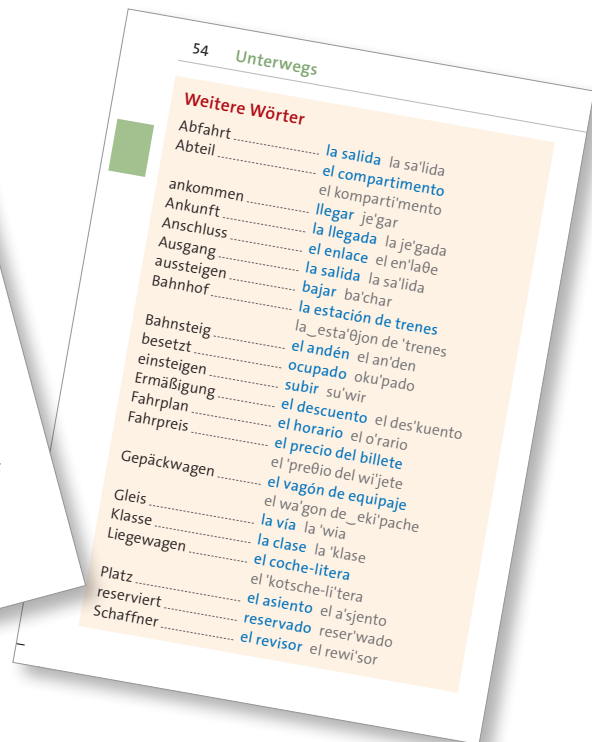 54 Unterwegs
Weitere Wörter
Abfahrt la salida la sa'lida
Abteil el compartimento
el komparti'mento
ankommen llegar je'gar
Ankunft la llegada la je'gada
Anschluss el enlace el en'laθe
Ausgang la salida la sa'lida
aussteigen bajar ba'char
Bahnhof la estación de trenes
la‿esta'θjon de 'trenes
Bahnsteig el andén el an'den
besetzt ocupado oku'pado
einsteigen subir su'wir
Ermäßigung el descuento el des'kuento
Fahrplan el horario el o'rario
Fahrpreis el precio del billete
el 'preθio del wi'jete
Gepäckwagen el vagón de equipaje
el wa'gon de‿eki'pache
Gleis la vía la 'wia
Klasse la clase la 'klase
Liegewagen el coche-litera
el 'kotsche-li'tera
Platz el asiento el a'sjento
reserviert reservado reser'wado
Schaffner el revisor el rewi'sor